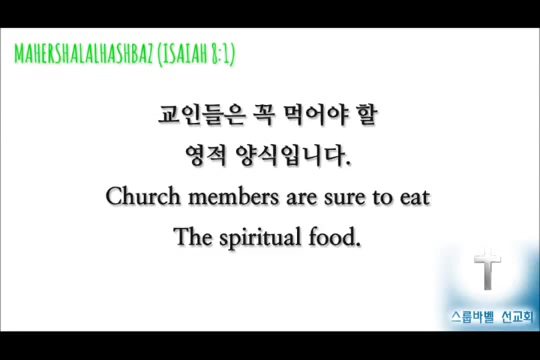 MAHERSHALALHASHBAZ (ISAIAH 8:1)
교인들은 꼭 먹어야 할
영적 양식입니다.
Church members are sure to eat
The spiritual food.
스룹바벨 선교회